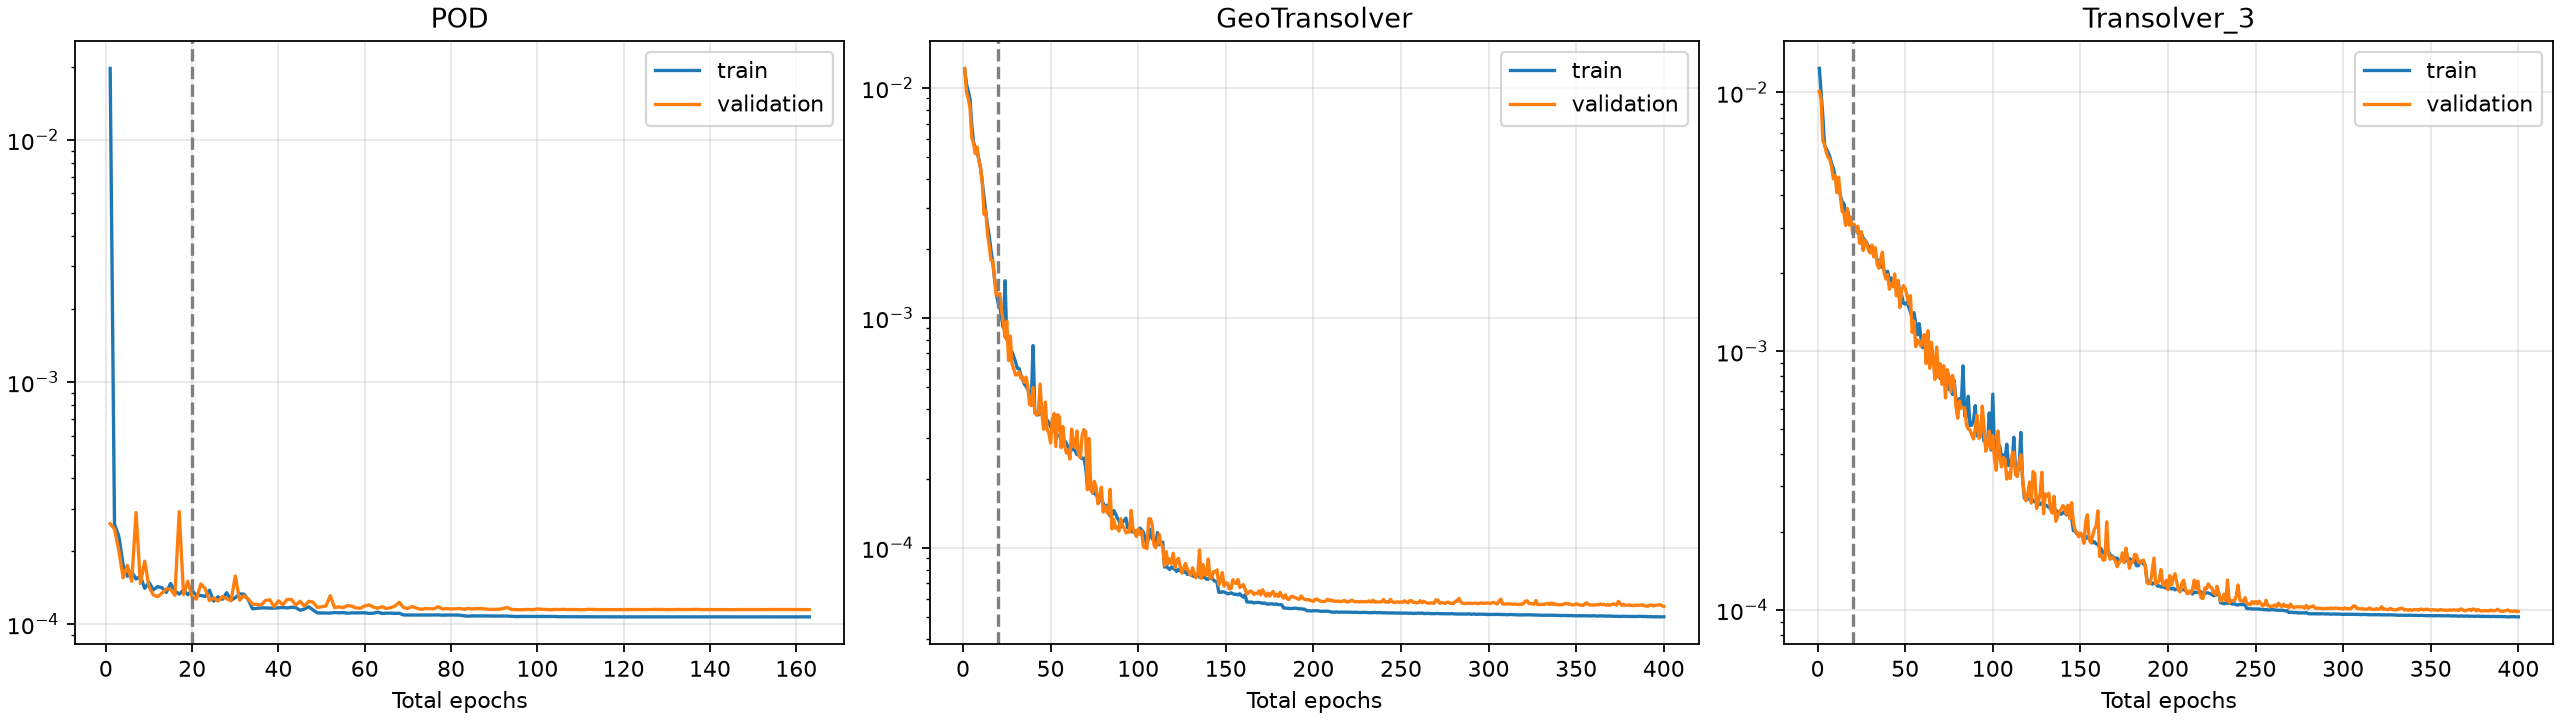 POD
10⁻²
10⁻³
10⁻⁴
0 20 40 60 80 100 120 140 160
Total epochs
train
validation
GeoTransolver
10⁻²
10⁻³
10⁻⁴
0 50 100 150 200 250 300 350 400
Total epochs
train
validation
Transolver_3
10⁻²
10⁻³
10⁻⁴
0 50 100 150 200 250 300 350 400
Total epochs
train
validation